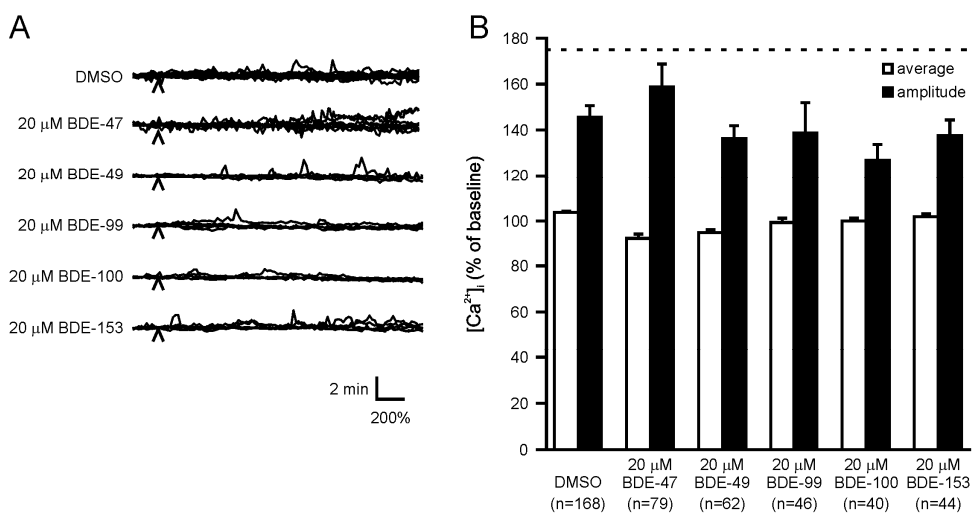 A
DMSO
20 µM BDE-47
20 µM BDE-49
20 µM BDE-99
20 µM BDE-100
20 µM BDE-153
2 min
200%
B
[Ca2+]i (% of baseline)
180
160
140
120
100
80
60
40
20
0
average
amplitude
DMSO
(n=168)
20 µM
BDE-47
(n=79)
20 µM
BDE-49
(n=62)
20 µM
BDE-99
(n=46)
20 µM
BDE-100
(n=40)
20 µM
BDE-153
(n=44)